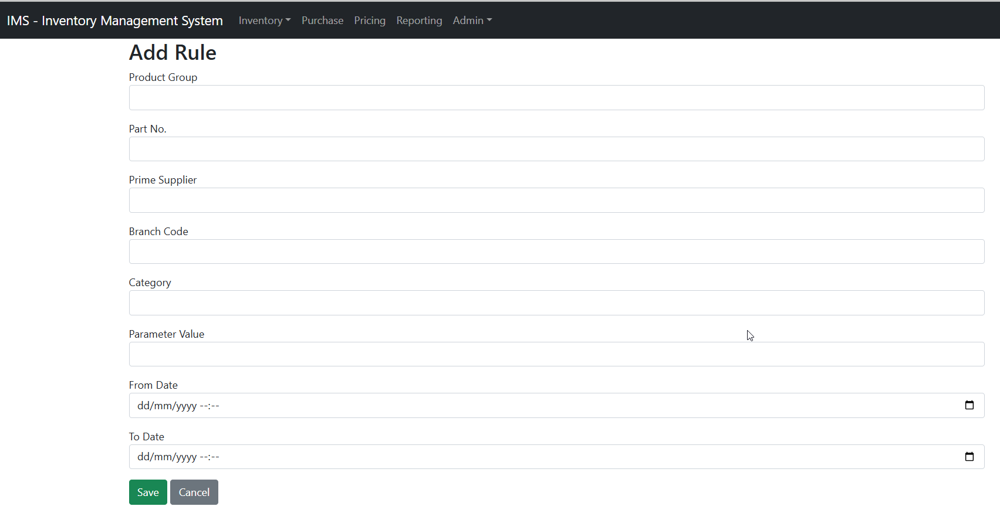 IMS - Inventory Management System Inventory Purchase Pricing Reporting Admin
Add Rule
Product Group
Part No.
Prime Supplier
Branch Code
Category
Parameter Value
From Date
dd/mm/yyyy --:--
To Date
dd/mm/yyyy --:--
Save Cancel